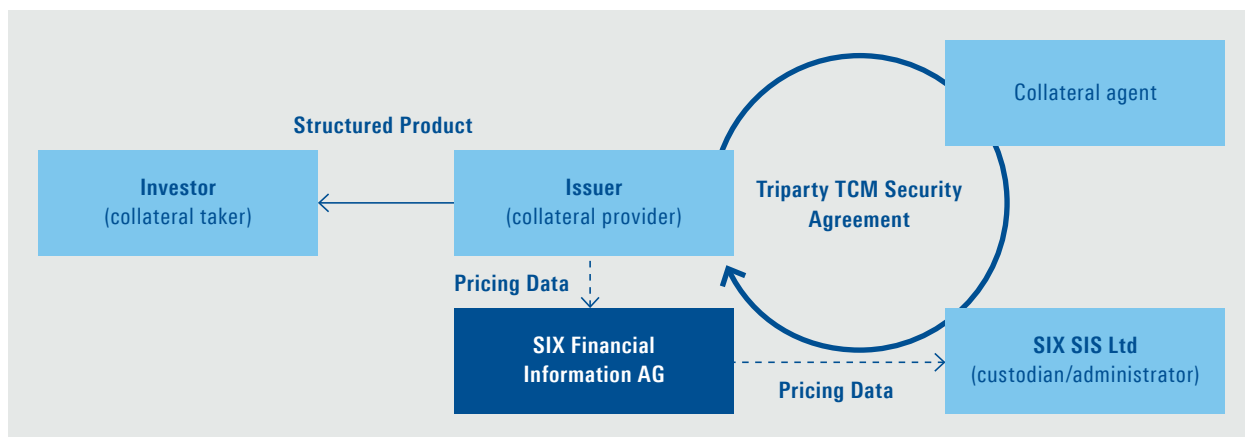 Collateral agent
Structured Product
Investor
(collateral taker)
Issuer
(collateral provider)
Triparty TCM Security
Agreement
Pricing Data
SIX Financial
Information AG
SIX SIS Ltd
(custodian/administrator)
Pricing Data